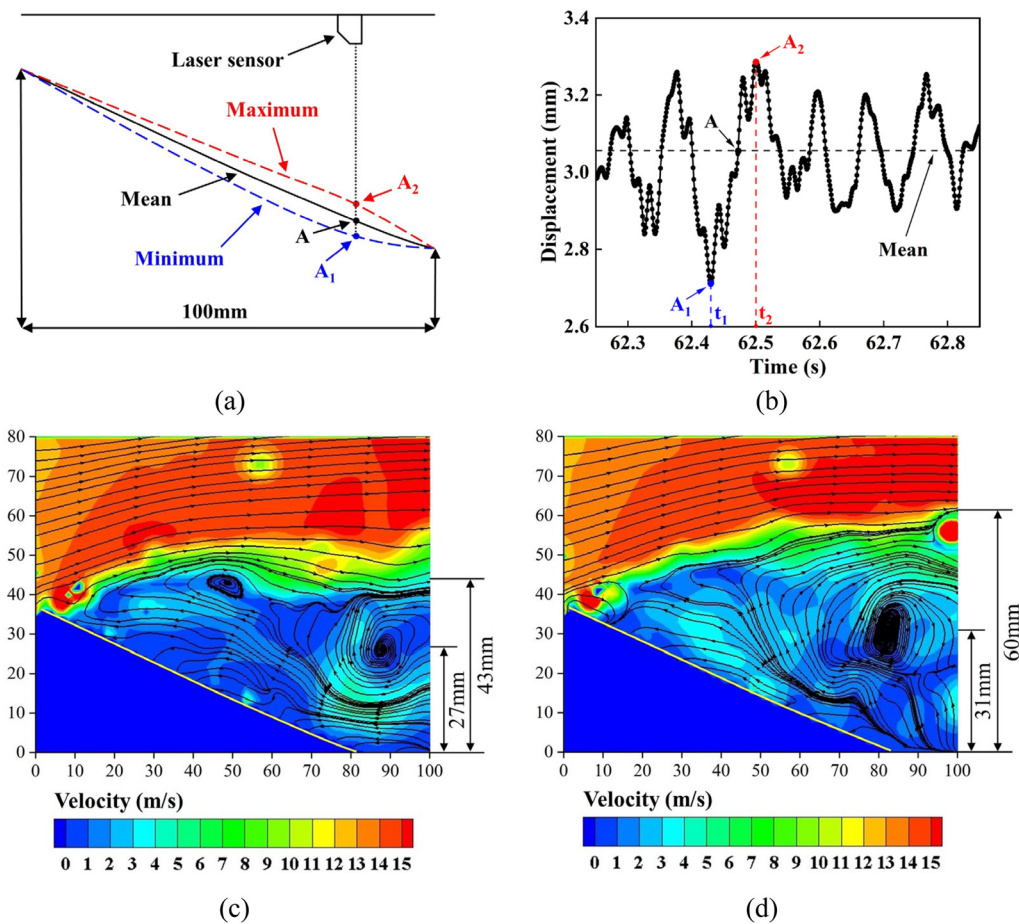 Laser sensor
Maximum
A₂
Mean
A
Minimum
A₁
100mm
(a)
3.4
3.2
3.0
2.8
2.6
Displacement (mm)
A₂
A
Mean
A₁
t₁
t₂
62.3 62.4 62.5 62.6 62.7 62.8
Time (s)
(b)
80
70
60
50
40
30
20
10
0
0 10 20 30 40 50 60 70 80 90 100
27mm
43mm
Velocity (m/s)
0 1 2 3 4 5 6 7 8 9 10 11 12 13 14 15
(c)
80
70
60
50
40
30
20
10
0
0 10 20 30 40 50 60 70 80 90 100
31mm
60mm
Velocity (m/s)
0 1 2 3 4 5 6 7 8 9 10 11 12 13 14 15
(d)